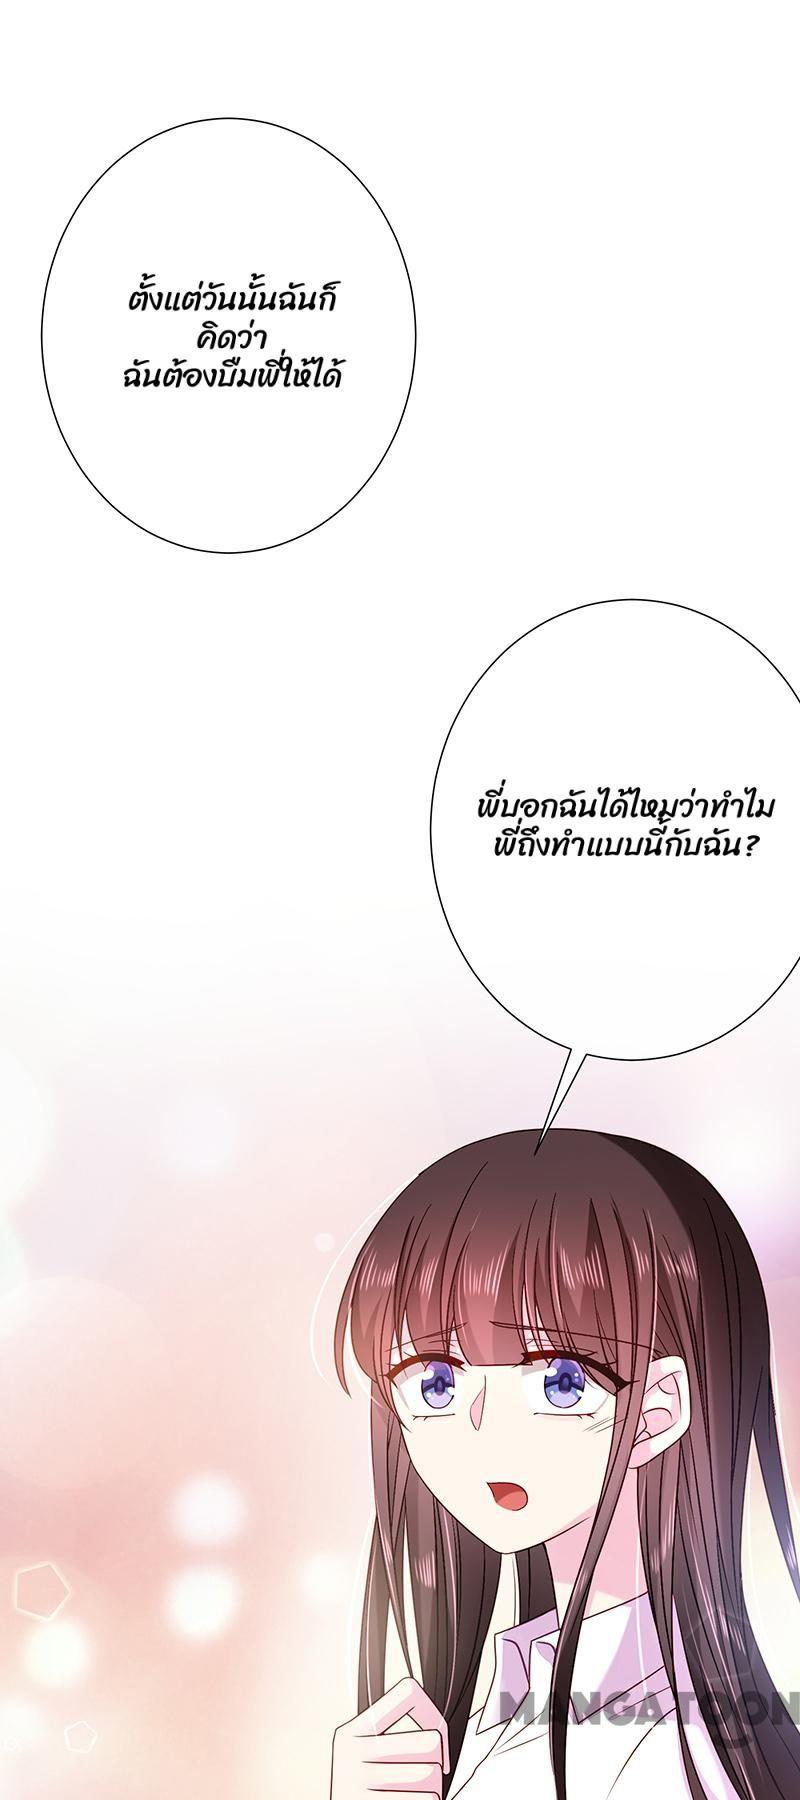 ตั้งแต่วันนั้นฉันก็
คิดว่า
ฉันต้องบืมพี่ให้ได้
พี่บอกฉันได้ไหมว่าทำไม
พี่ถึงทำแบบนี้กับฉัน?
MANGATOON